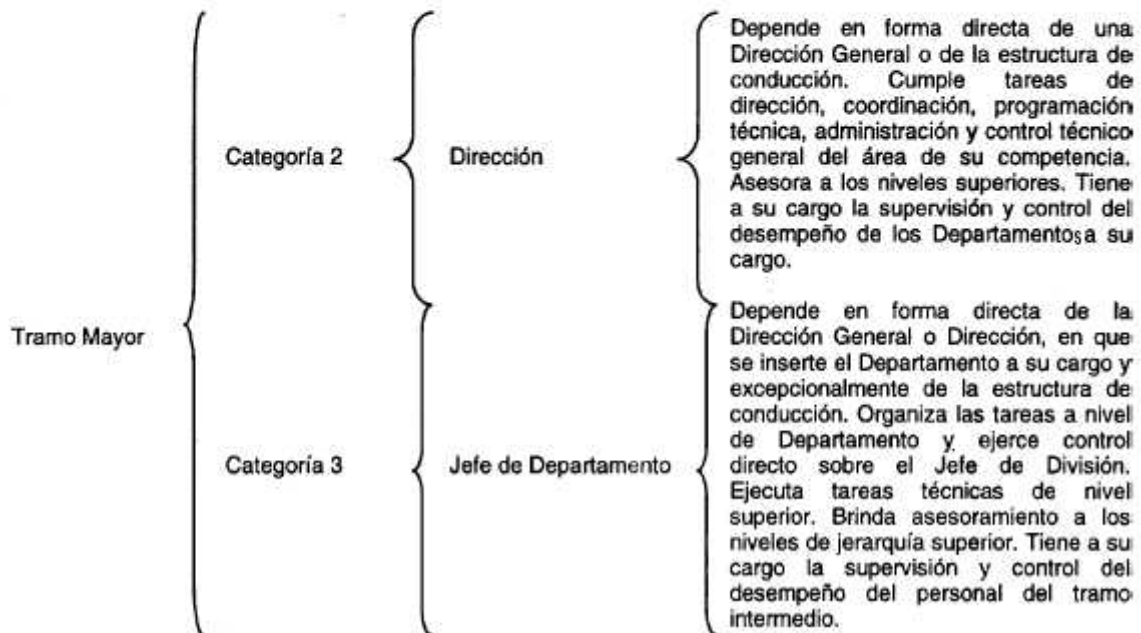 Tramo Mayor
Categoría 2
Dirección
Depende en forma directa de una
Dirección General o de la estructura de
conducción. Cumple tareas de
dirección, coordinación, programación
técnica, administración y control técnico
general del área de su competencia.
Asesora a los niveles superiores. Tiene
a su cargo la supervisión y control del
desempeño de los Departamentos a su
cargo.
Categoría 3
Jefe de Departamento
Depende en forma directa de la
Dirección General o Dirección, en que
se inserte el Departamento a su cargo y
excepcionalmente de la estructura de
conducción. Organiza las tareas a nivel
de Departamento y ejerce control
directo sobre el Jefe de División.
Ejecuta tareas técnicas de nivel
superior. Brinda asesoramiento a los
niveles de jerarquía superior. Tiene a su
cargo la supervisión y control del
desempeño del personal del tramo
intermedio.